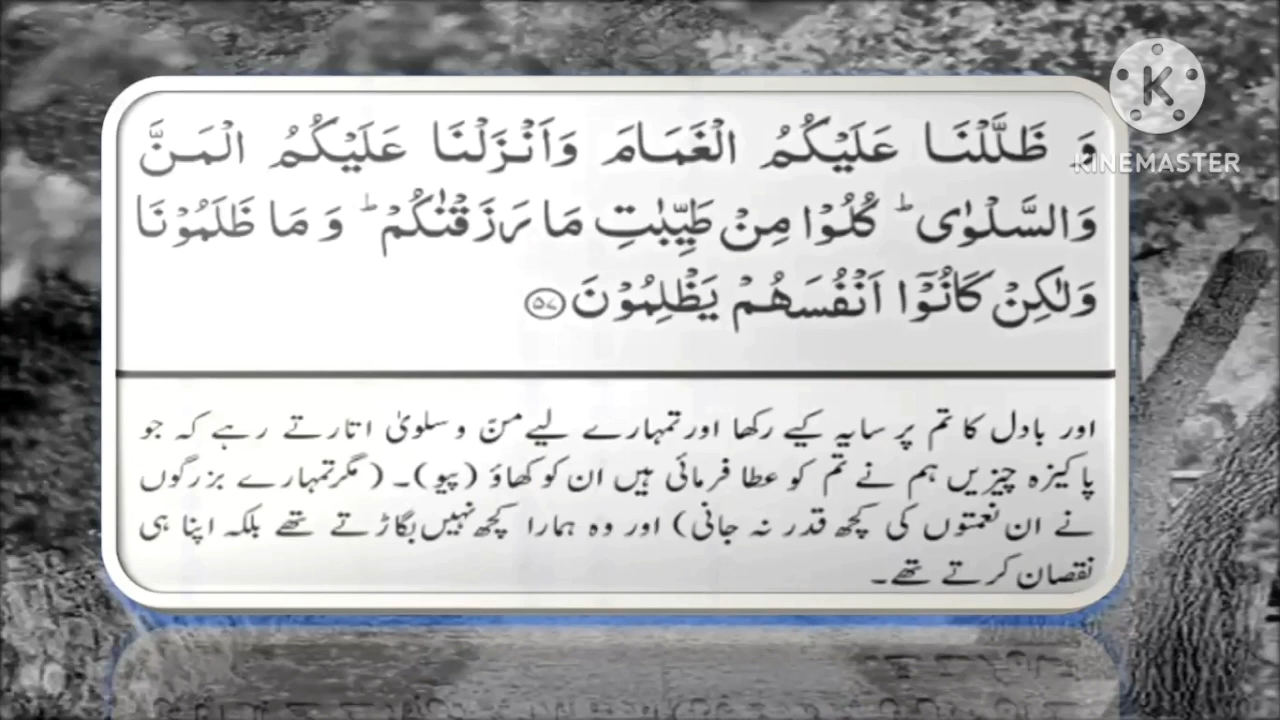 وَ ظَلَّلْنَا عَلَيْكُمُ الْغَمَامَ وَاَنْزَلْنَا عَلَيْكُمُ الْمَنَّ
وَالسَّلْوٰى ؕ كُلُوْا مِنْ طَيِّبٰتِ مَا رَزَقْنٰكُمْ ؕ وَ مَا ظَلَمُوْنَا
وَلٰكِنْ كَانُوْۤا اَنْفُسَهُمْ يَظْلِمُوْنَ ﴿۵۷﴾
اور بادل کا تم پر سایہ کیے رکھا اور تمہارے لیے منّ و سلویٰ اتارتے رہے کہ جو
پاکیزہ چیزیں ہم نے تم کو عطا فرمائی ہیں ان کو کھاؤ (پیو)۔ (مگر تمہارے بزرگوں
نے ان نعمتوں کی کچھ قدر نہ جانی) اور وہ ہمارا کچھ نہیں بگاڑتے تھے بلکہ اپنا ہی
نقصان کرتے تھے۔
K
KINEMASTER